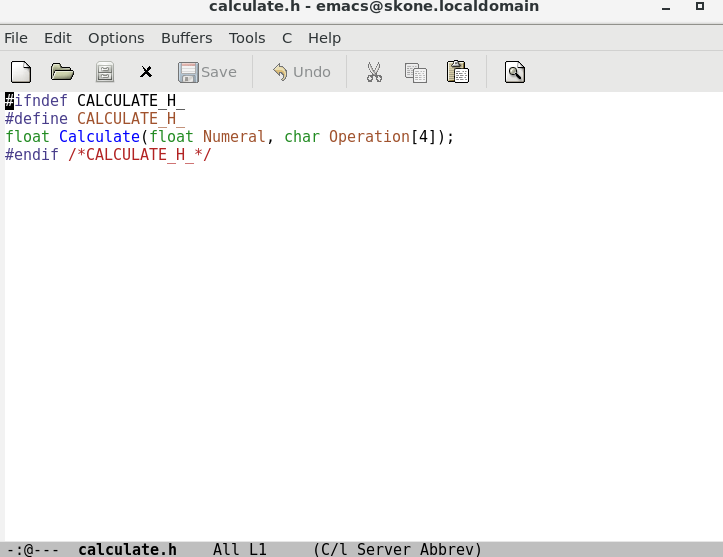 calculate.h - emacs@skone.localdomain
File Edit Options Buffers Tools C Help
Save Undo
#ifndef CALCULATE_H_
#define CALCULATE_H_
float Calculate(float Numeral, char Operation[4]);
#endif /*CALCULATE_H_*/
-:@--- calculate.h All L1 (C/l Server Abbrev)